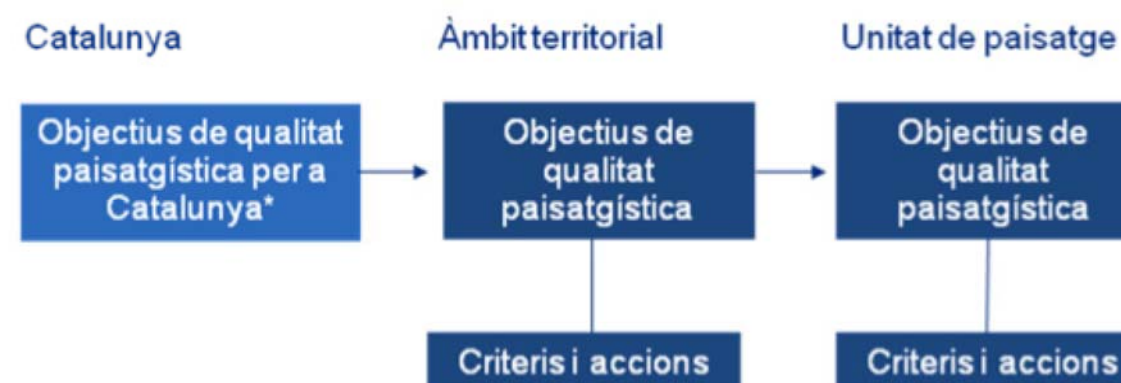 Catalunya
Àmbit territorial
Unitat de paisatge
Objectius de qualitat
paisatgística per a
Catalunya*
Objectius de
qualitat
paisatgística
Objectius de
qualitat
paisatgística
Criteris i accions
Criteris i accions